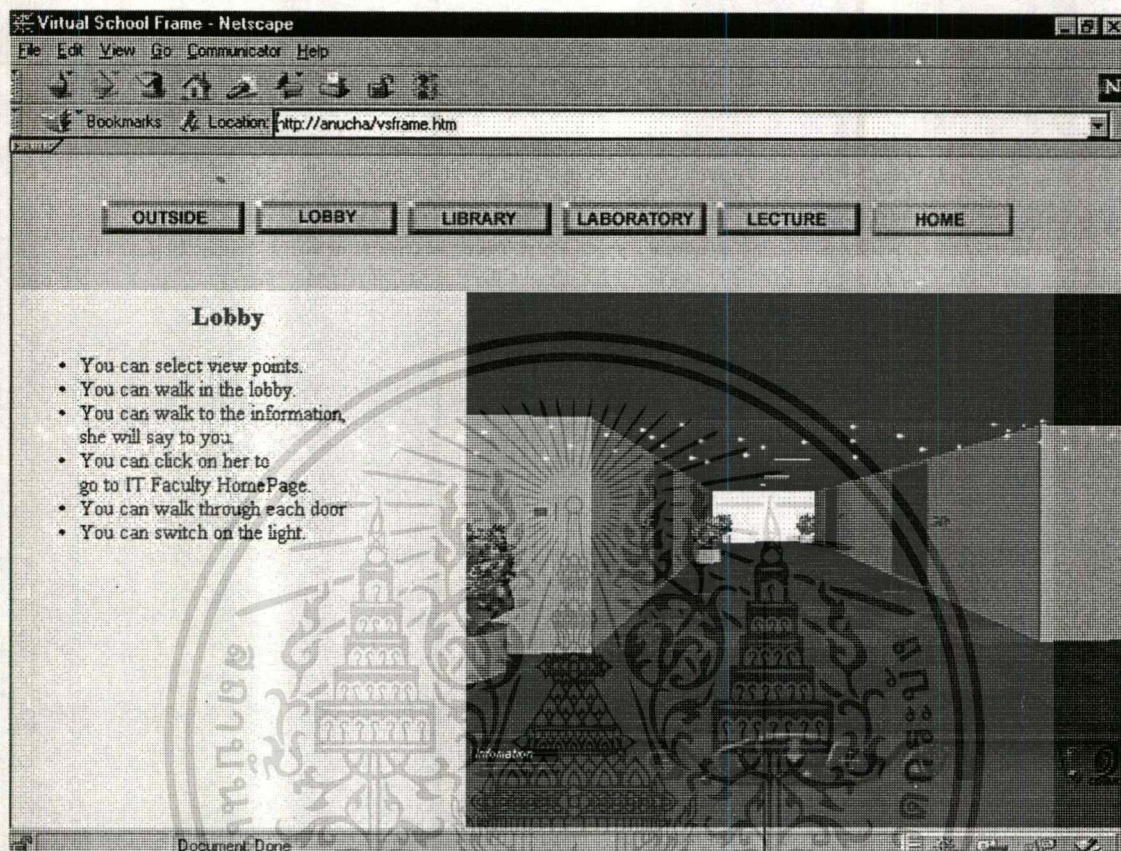 Virtual School Frame - Netscape
File Edit View Go Communicator Help
N
Bookmarks Location: http://anucha/vsframe.htm
OUTSIDE LOBBY LIBRARY LABORATORY LECTURE HOME
Lobby
• You can select view points.
• You can walk in the lobby.
• You can walk to the information,
she will say to you.
• You can click on her to
go to IT Faculty HomePage.
• You can walk through each door
• You can switch on the light.
Infomation
Document: Done